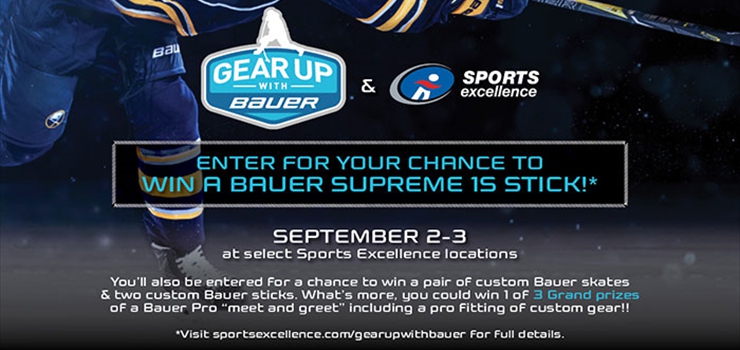 BAUER
GEAR UP
WITH
BAUER
&
SPORTS
excellence
ENTER FOR YOUR CHANCE TO
WIN A BAUER SUPREME 1S STICK!*
SEPTEMBER 2-3
at select Sports Excellence locations
You'll also be entered for a chance to win a pair of custom Bauer skates
& two custom Bauer sticks. What's more, you could win 1 of 3 Grand prizes
of a Bauer Pro "meet and greet" including a pro fitting of custom gear!!
*Visit sportsexcellence.com/gearupwithbauer for full details.